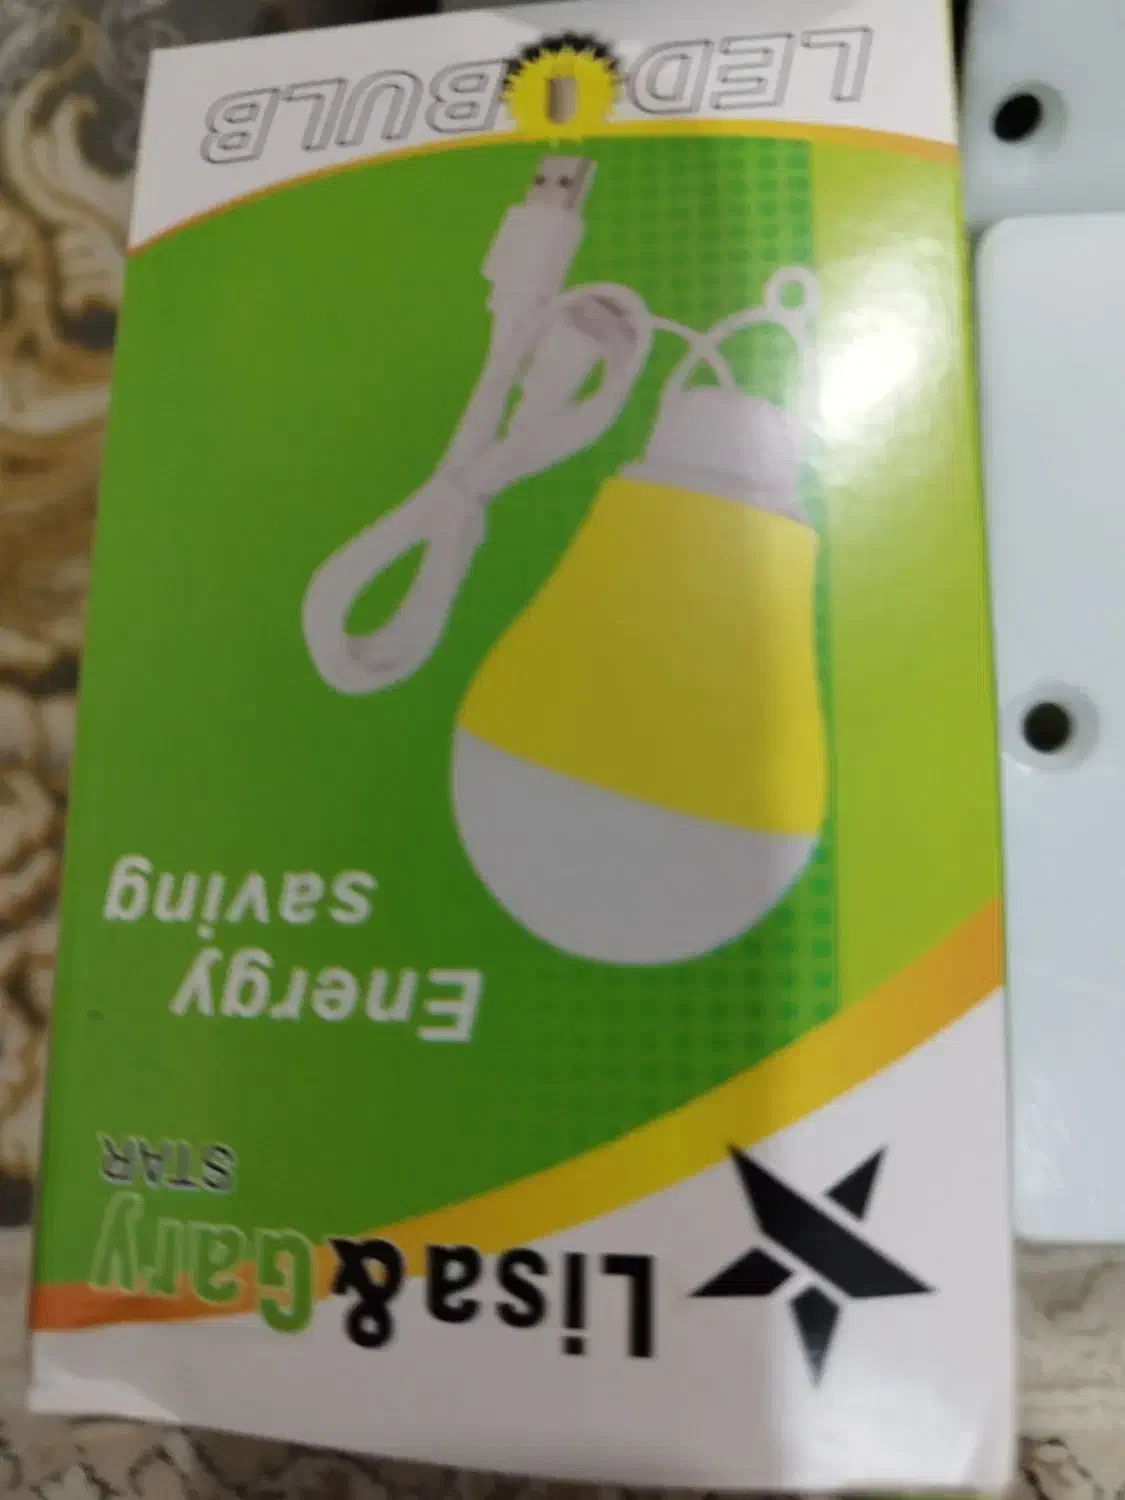 Lisa&Gary
STAR
Energy
saving
LED BULB